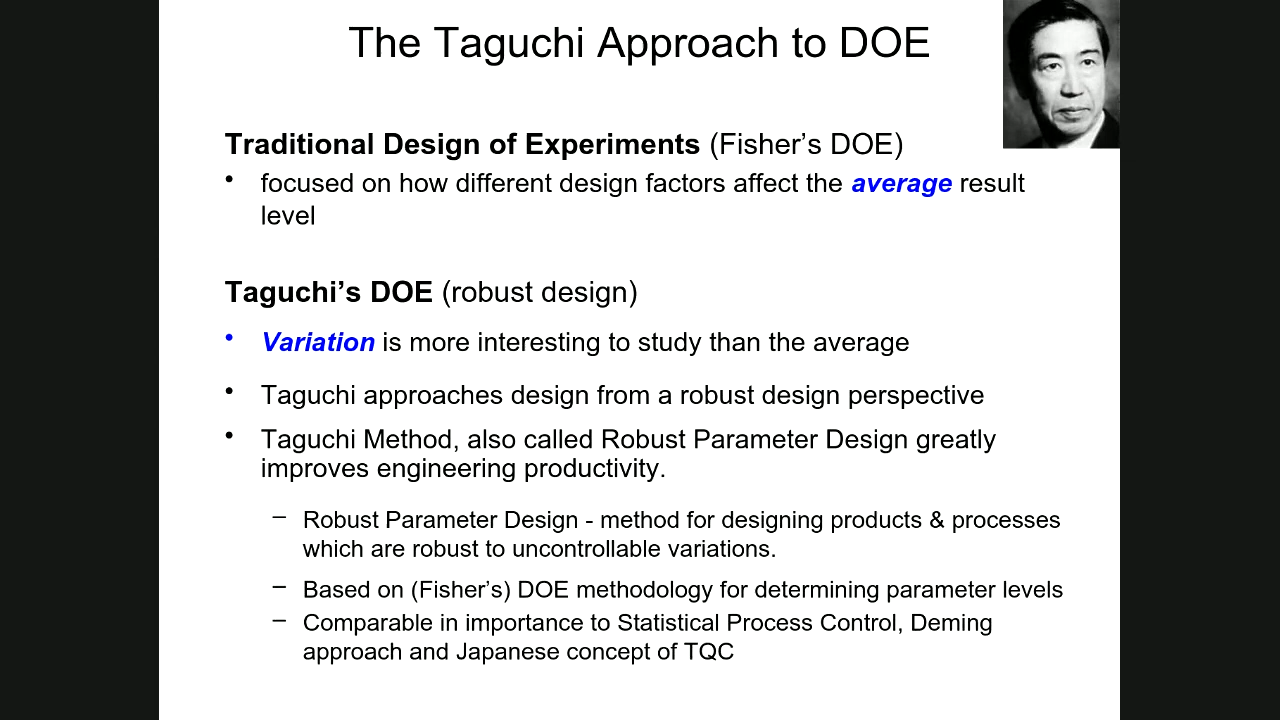 The Taguchi Approach to DOE
Traditional Design of Experiments (Fisher’s DOE)
• focused on how different design factors affect the average result
level
Taguchi’s DOE (robust design)
• Variation is more interesting to study than the average
• Taguchi approaches design from a robust design perspective
• Taguchi Method, also called Robust Parameter Design greatly
improves engineering productivity.
– Robust Parameter Design - method for designing products & processes
which are robust to uncontrollable variations.
– Based on (Fisher’s) DOE methodology for determining parameter levels
– Comparable in importance to Statistical Process Control, Deming
approach and Japanese concept of TQC